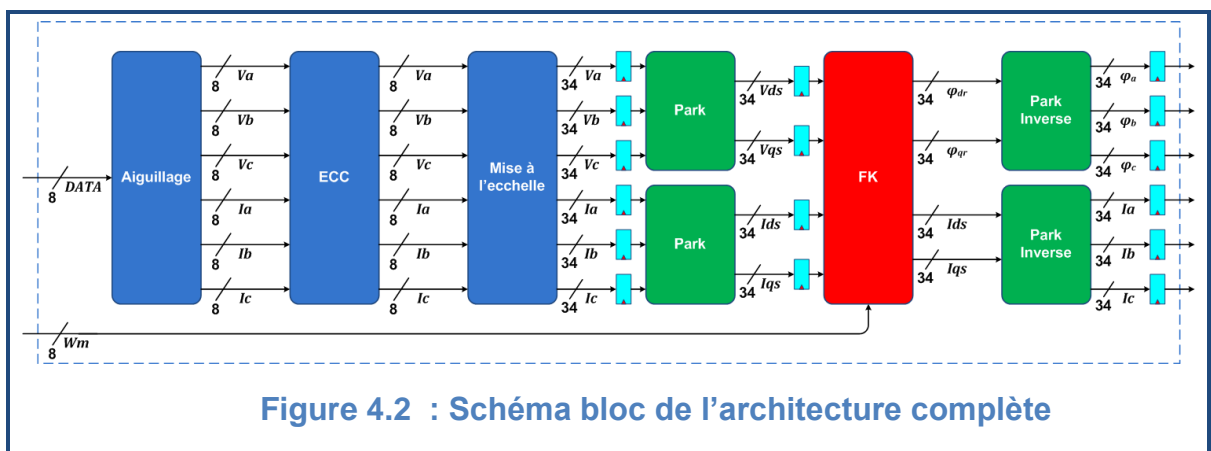 Va
Va
Va
φa
8
8
34
34
Vds
φdr
34
34
Vb
Vb
Vb
Park
Park
Inverse
φb
8
8
34
34
Vqs
φqr
34
34
Vc
Vc
Vc
φc
8
8
34
34
DATA
8
Aiguillage
ECC
Mise à
l'ecchelle
FK
Ia
Ia
Ia
Ia
8
8
34
34
Ids
Ids
34
34
Ib
Ib
Ib
Park
Park
Inverse
Ib
8
8
34
34
Iqs
Iqs
34
34
Ic
Ic
Ic
Ic
8
8
34
34
Wm
8
Figure 4.2 : Schéma bloc de l'architecture complète